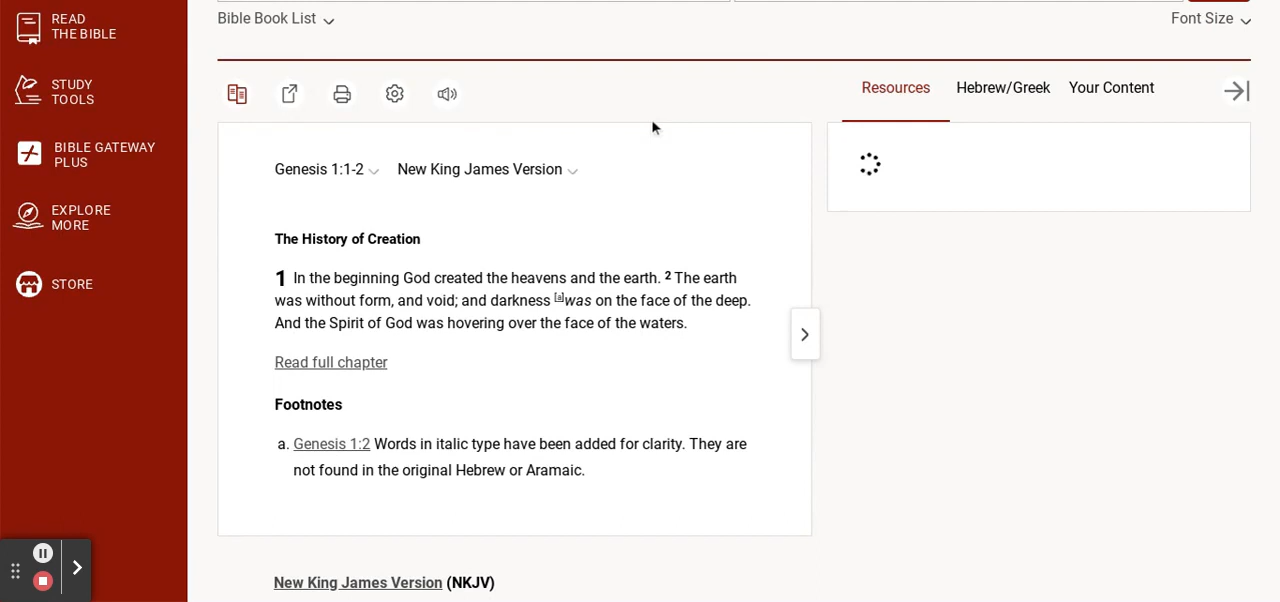 READ
THE BIBLE
STUDY
TOOLS
BIBLE GATEWAY
PLUS
EXPLORE
MORE
STORE
Bible Book List
Font Size
Resources
Hebrew/Greek
Your Content
Genesis 1:1-2
New King James Version
The History of Creation
1 In the beginning God created the heavens and the earth. 2 The earth
was without form, and void; and darkness [a]was on the face of the deep.
And the Spirit of God was hovering over the face of the waters.
Read full chapter
Footnotes
a. Genesis 1:2 Words in italic type have been added for clarity. They are
not found in the original Hebrew or Aramaic.
New King James Version (NKJV)